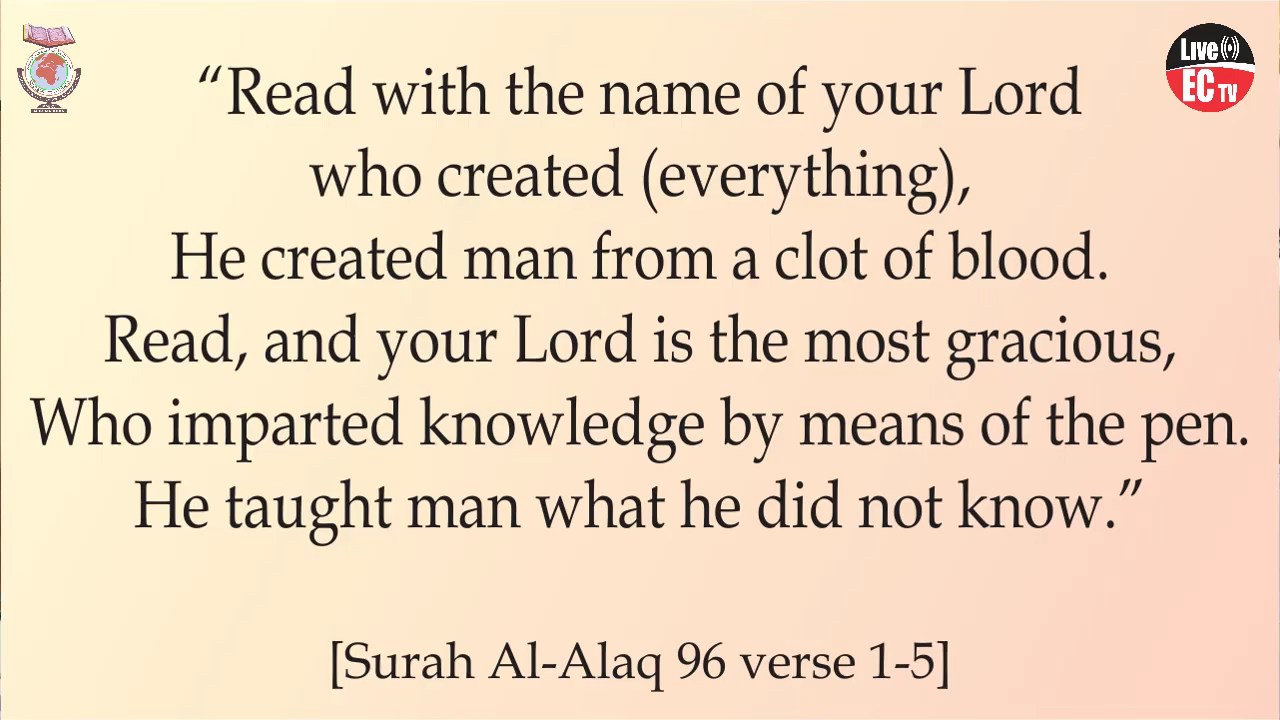 Live
EC TV
“Read with the name of your Lord
who created (everything),
He created man from a clot of blood.
Read, and your Lord is the most gracious,
Who imparted knowledge by means of the pen.
He taught man what he did not know.”
[Surah Al-Alaq 96 verse 1-5]